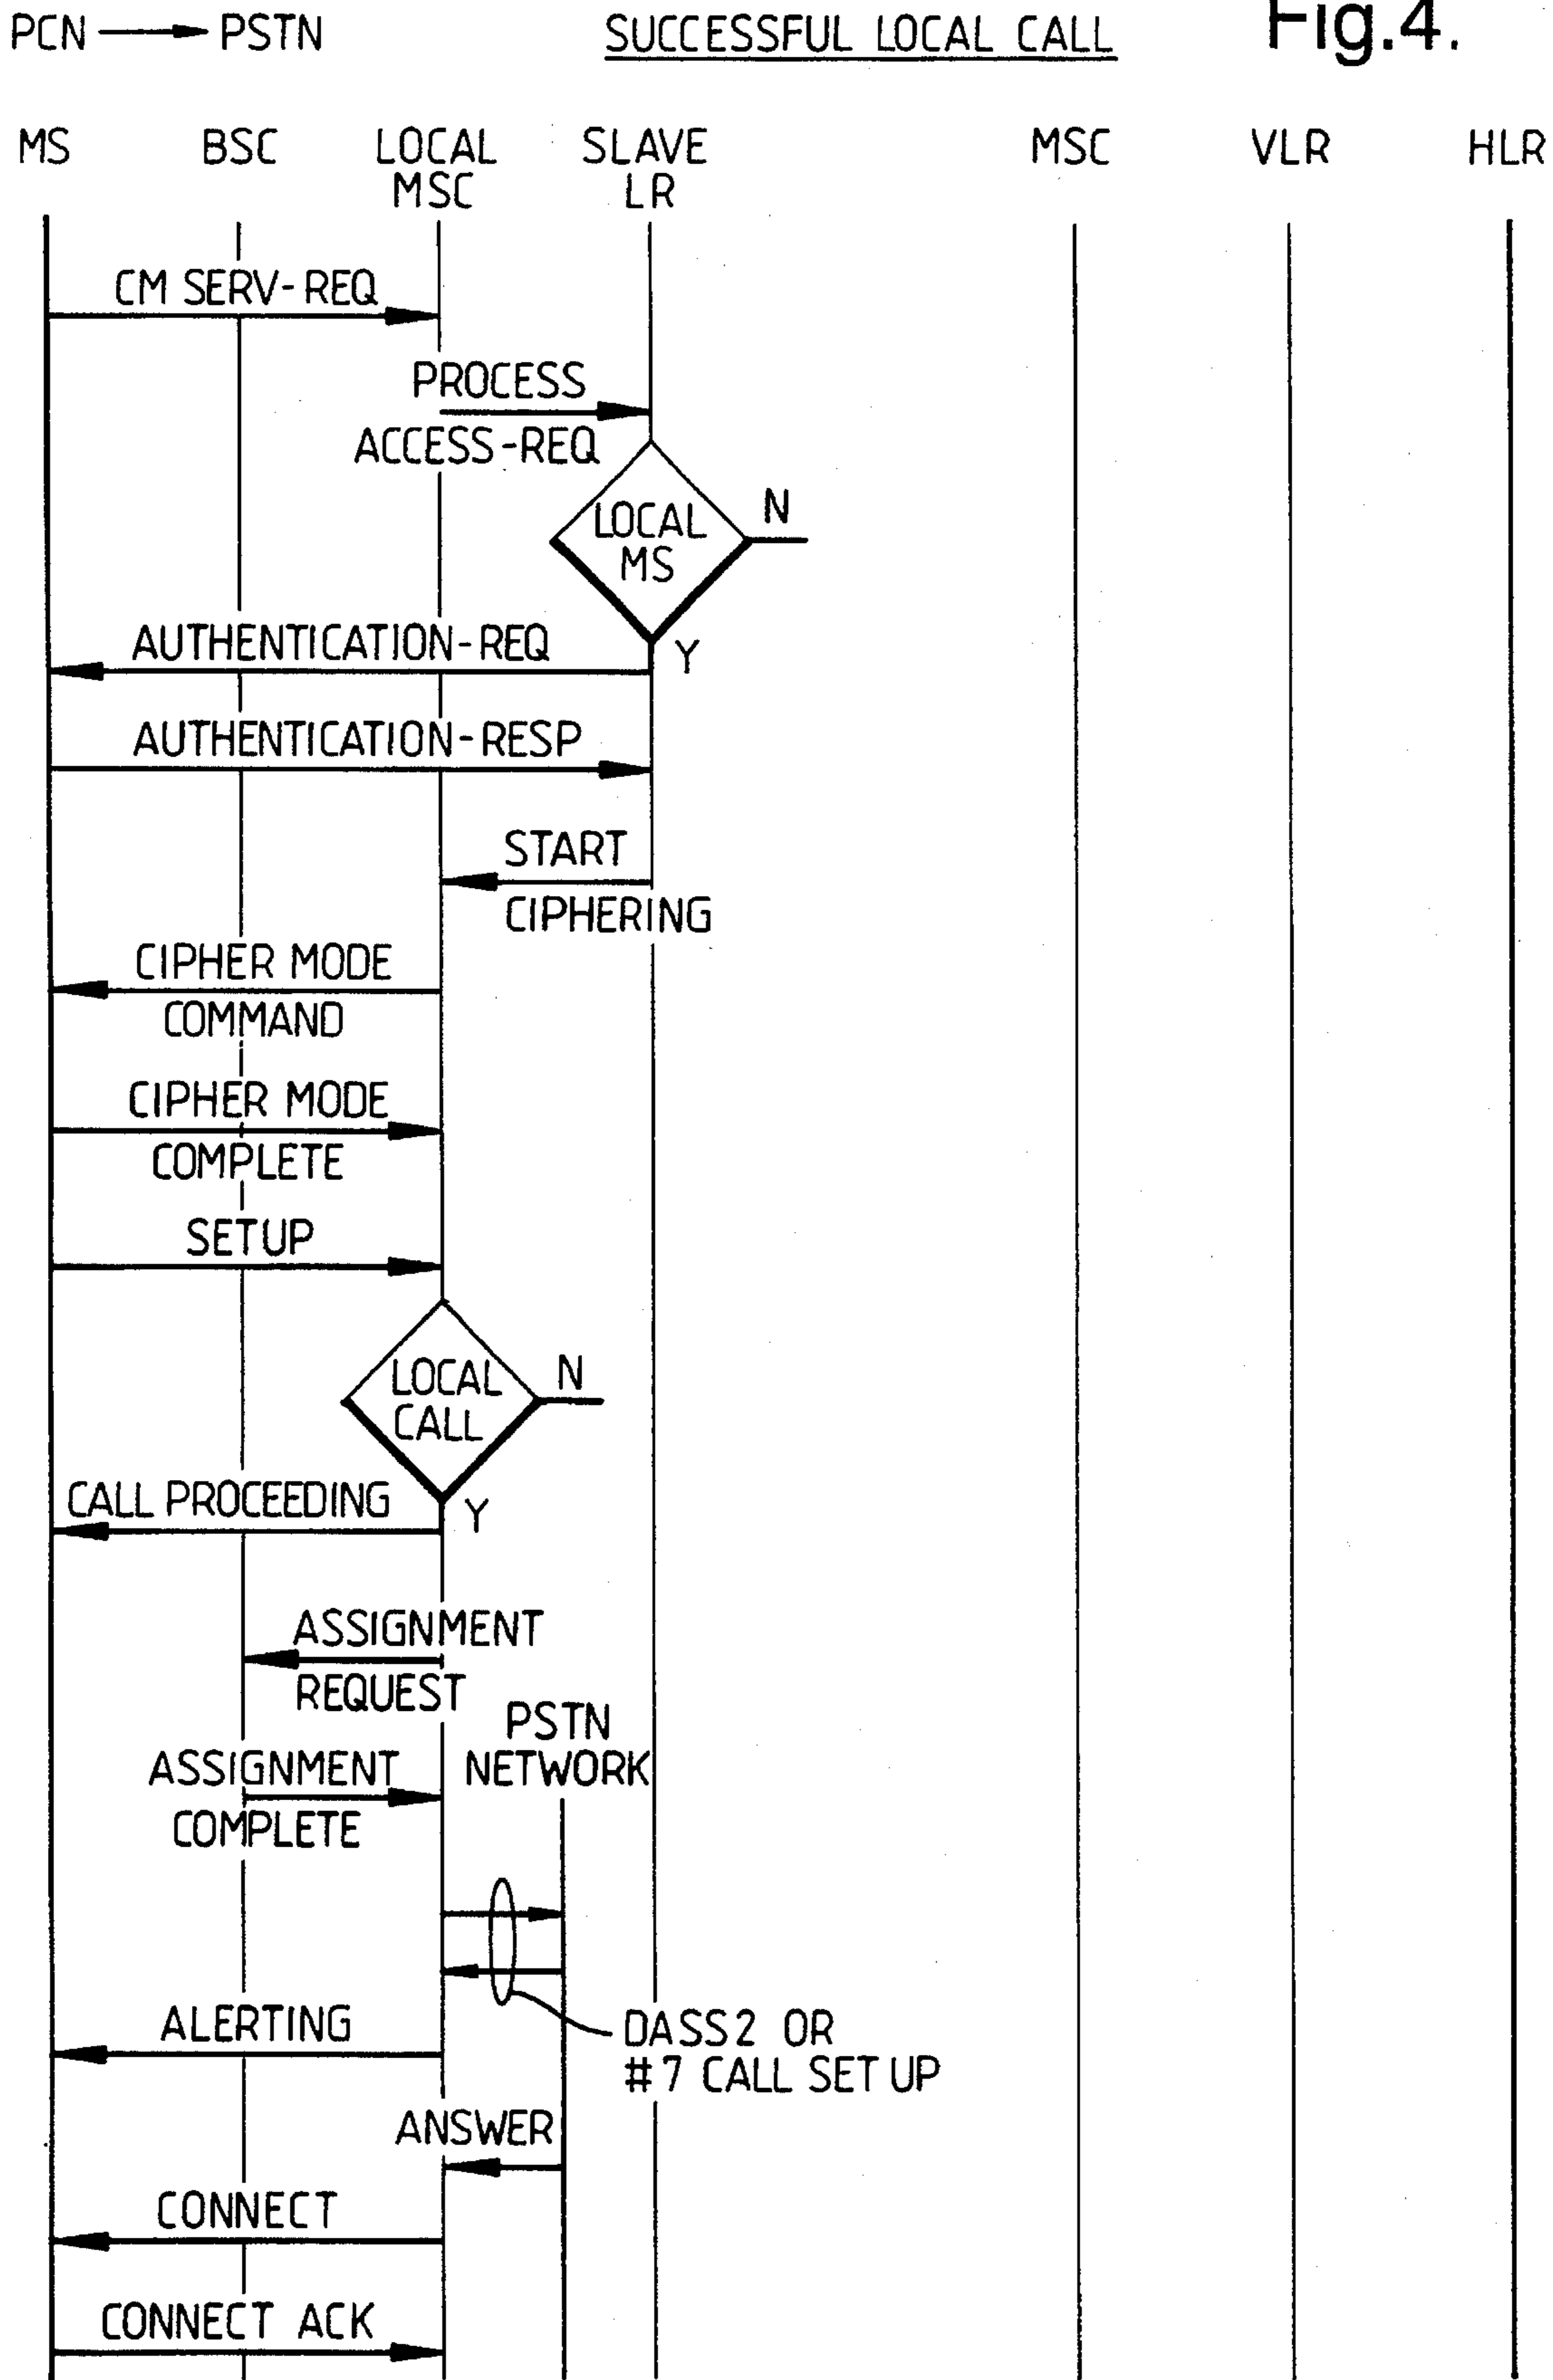 PCN PSTN
SUCCESSFUL LOCAL CALL
Fig.4.
MS
BSC
LOCAL
MSC
SLAVE
LR
MSC
VLR
HLR
CM SERV-REQ
PROCESS
ACCESS-REQ
LOCAL
MS
N
Y
AUTHENTICATION-REQ
AUTHENTICATION-RESP
START
CIPHERING
CIPHER MODE
COMMAND
CIPHER MODE
COMPLETE
SETUP
LOCAL
CALL
N
Y
CALL PROCEEDING
ASSIGNMENT
REQUEST
PSTN
NETWORK
ASSIGNMENT
COMPLETE
ALERTING
DASS2 OR
#7 CALL SET UP
ANSWER
CONNECT
CONNECT ACK